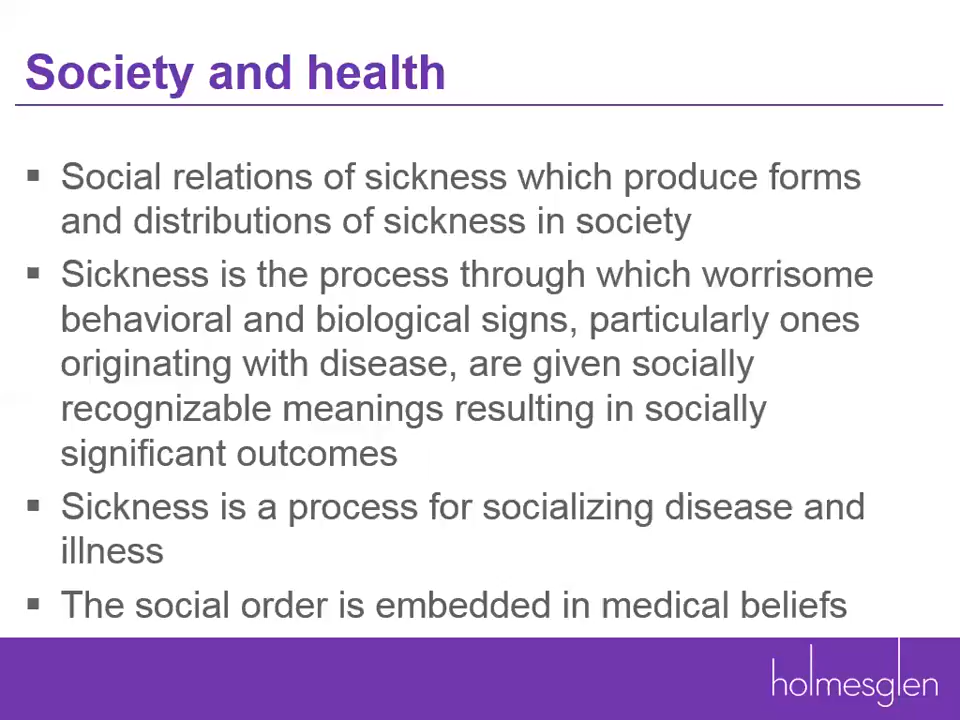 Society and health
▪ Social relations of sickness which produce forms
and distributions of sickness in society
▪ Sickness is the process through which worrisome
behavioral and biological signs, particularly ones
originating with disease, are given socially
recognizable meanings resulting in socially
significant outcomes
▪ Sickness is a process for socializing disease and
illness
▪ The social order is embedded in medical beliefs
holmesglen